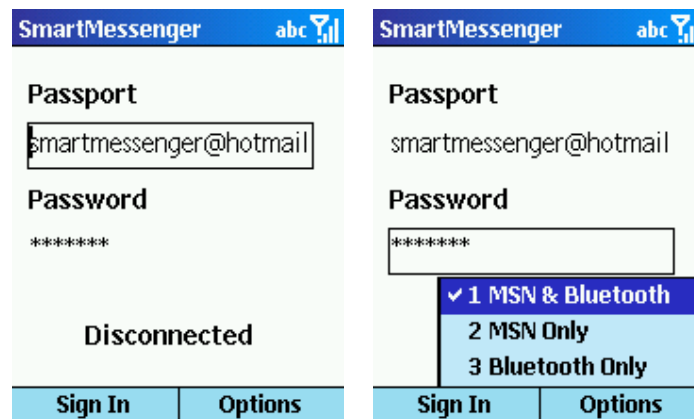 SmartMessenger abc
Passport
smartmessenger@hotmail
Password
*******
Disconnected
Sign In Options
SmartMessenger abc
Passport
smartmessenger@hotmail
Password
*******
1 MSN & Bluetooth
2 MSN Only
3 Bluetooth Only
Sign In Options